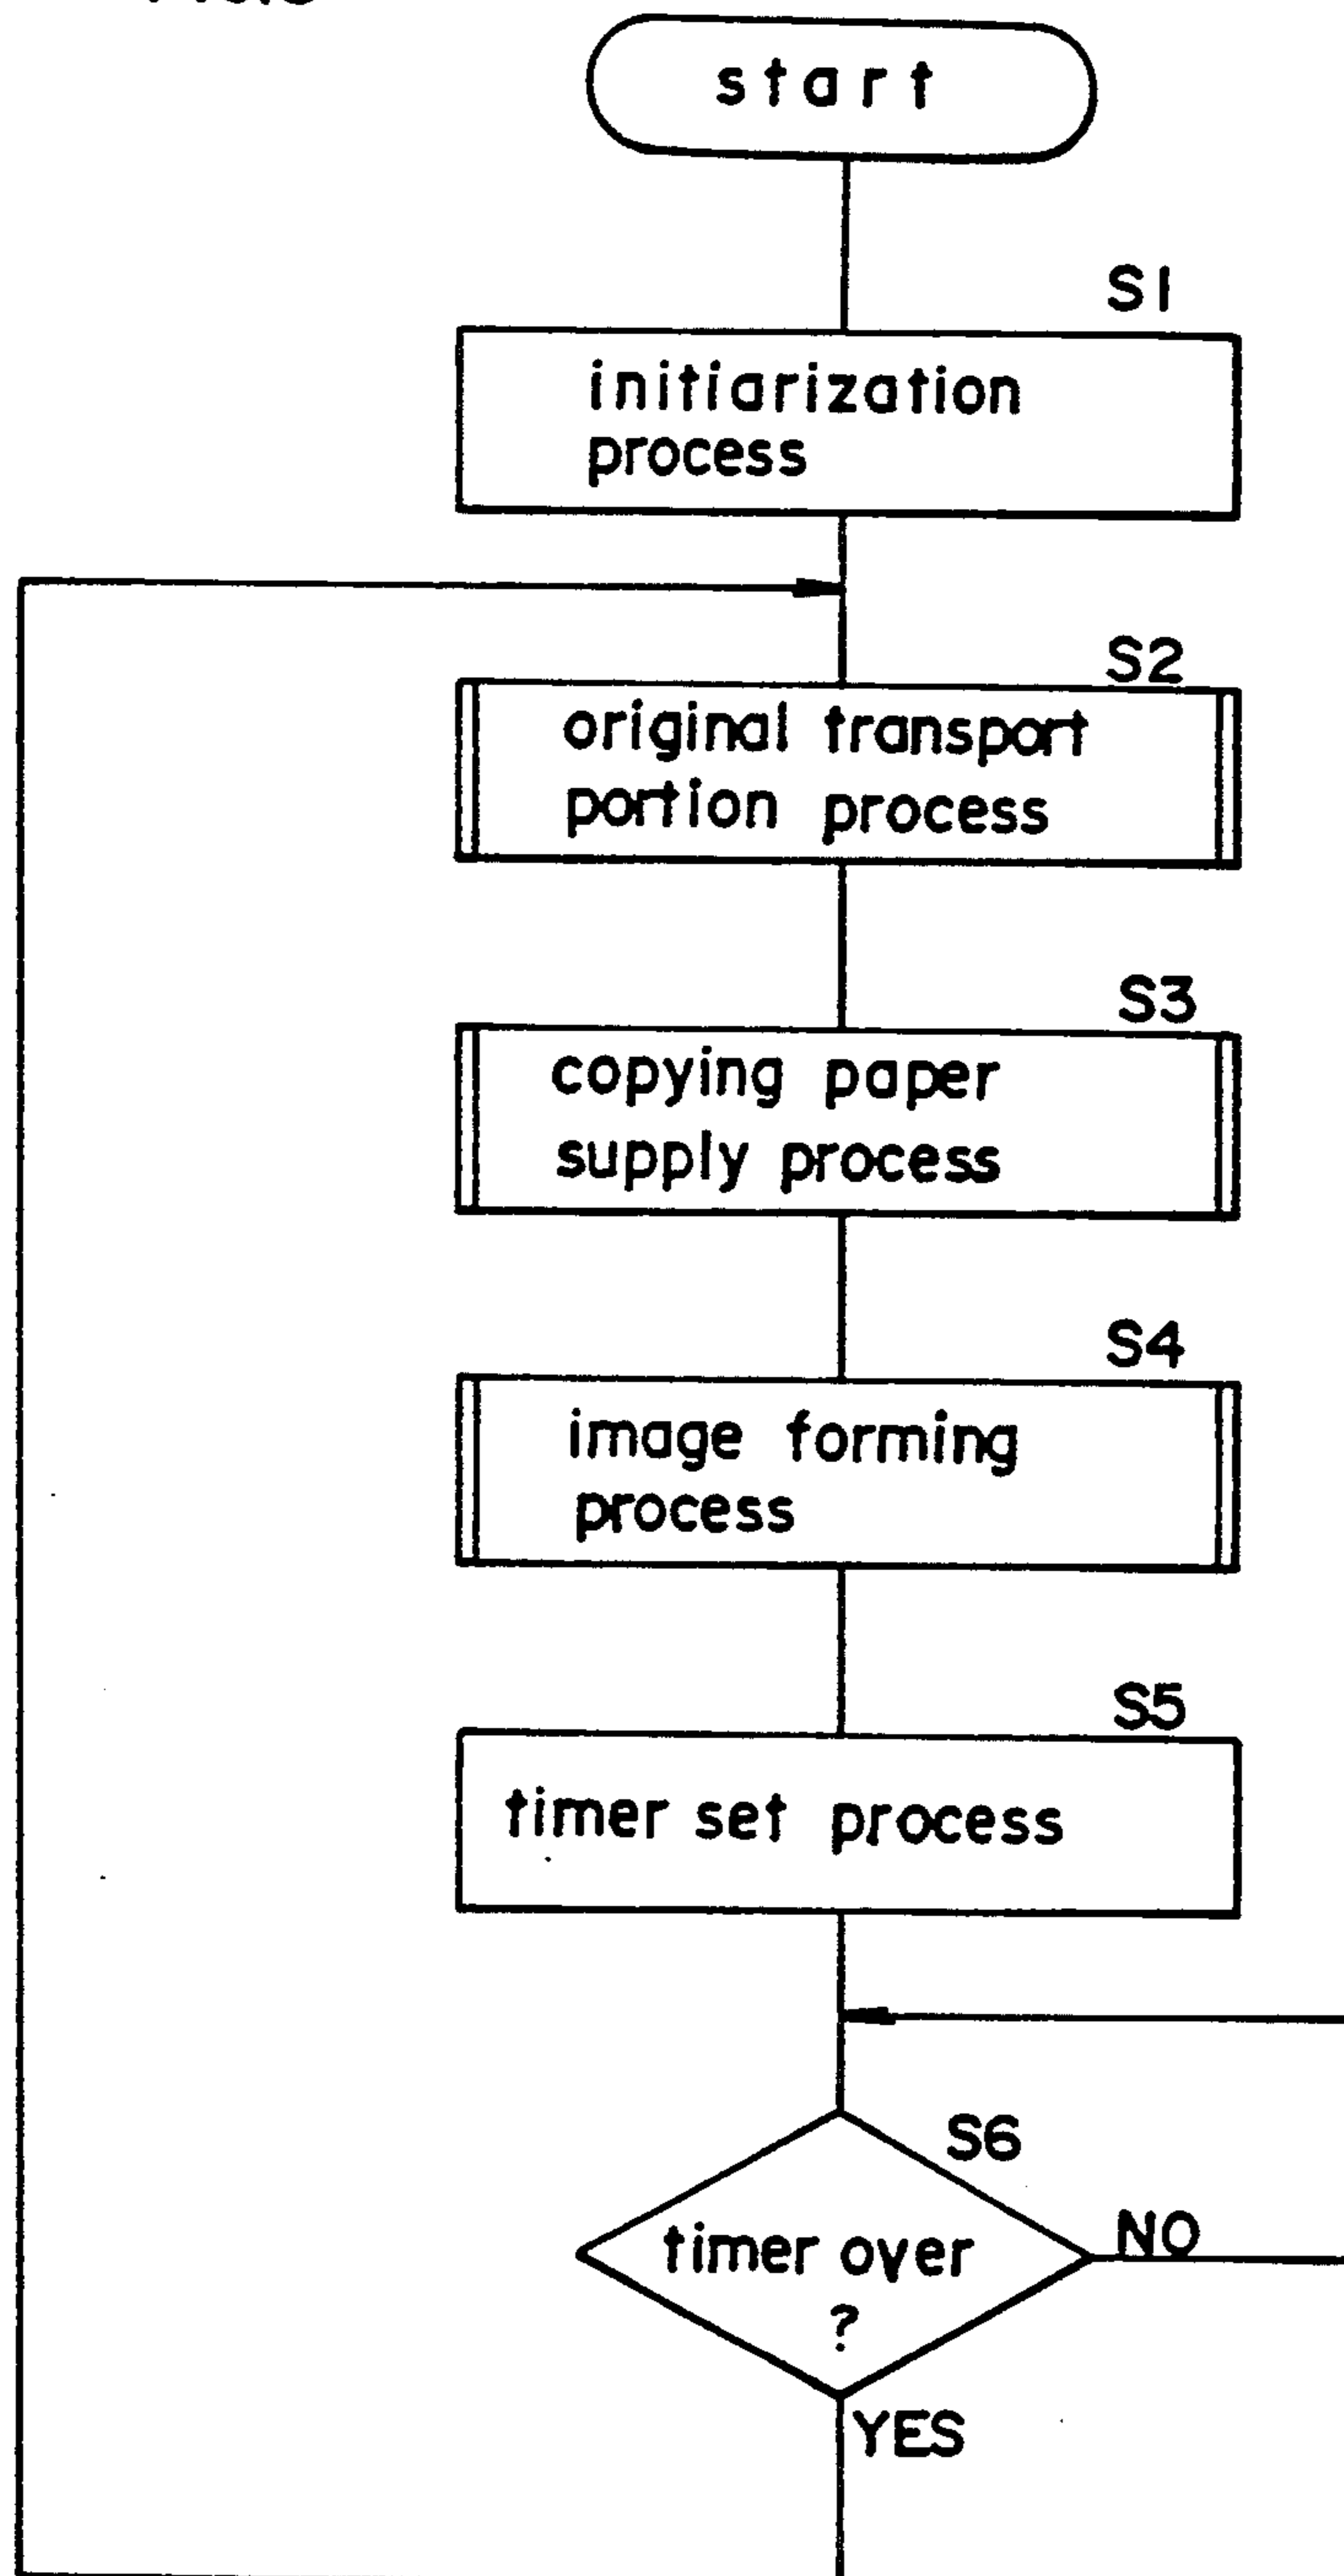 start
S1
initiarization
process
S2
original transport
portion process
S3
copying paper
supply process
S4
image forming
process
S5
timer set process
S6
timer over
?
NO
YES